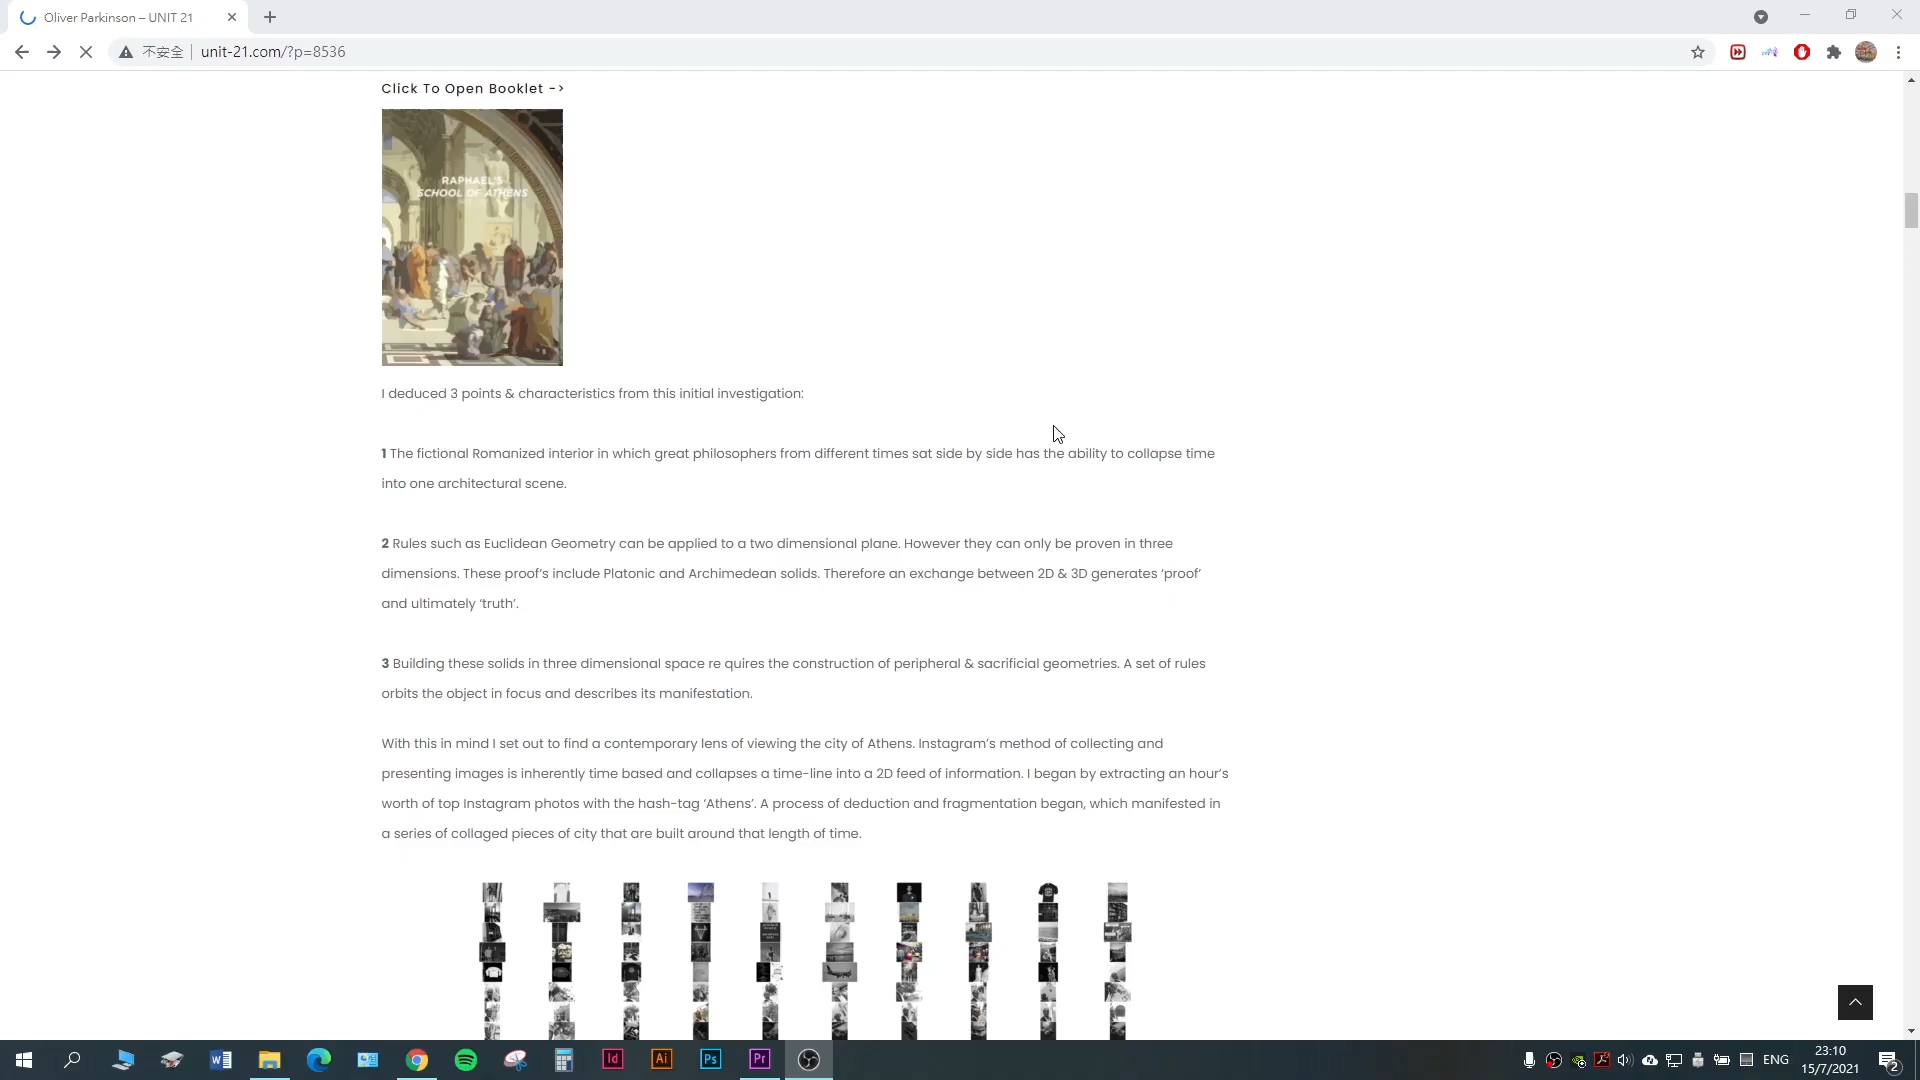 Oliver Parkinson – UNIT 21
不安全
unit-21.com/?p=8536
Click To Open Booklet ->
RAPHAEL'S
SCHOOL OF ATHENS
I deduced 3 points & characteristics from this initial investigation:
1 The fictional Romanized interior in which great philosophers from different times sat side by side has the ability to collapse time
into one architectural scene.
2 Rules such as Euclidean Geometry can be applied to a two dimensional plane. However they can only be proven in three
dimensions. These proof's include Platonic and Archimedean solids. Therefore an exchange between 2D & 3D generates 'proof'
and ultimately 'truth'.
3 Building these solids in three dimensional space re quires the construction of peripheral & sacrificial geometries. A set of rules
orbits the object in focus and describes its manifestation.
With this in mind I set out to find a contemporary lens of viewing the city of Athens. Instagram's method of collecting and
presenting images is inherently time based and collapses a time-line into a 2D feed of information. I began by extracting an hour's
worth of top Instagram photos with the hash-tag 'Athens'. A process of deduction and fragmentation began, which manifested in
a series of collaged pieces of city that are built around that length of time.
Id
Ai
Ps
Pr
ENG
23:10
15/7/2021
2